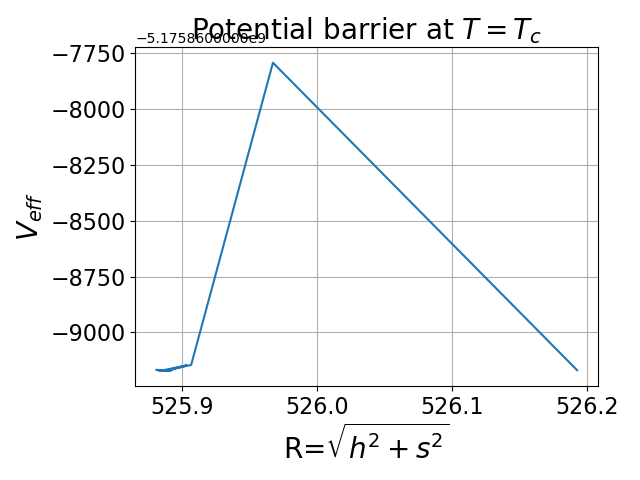 Potential barrier at $T = T_c$
−5.1758600000e9
−7750
−8000
−8250
−8500
−8750
−9000
$V_{eff}$
525.9 526.0 526.1 526.2
R=$\sqrt{h^2 + s^2}$